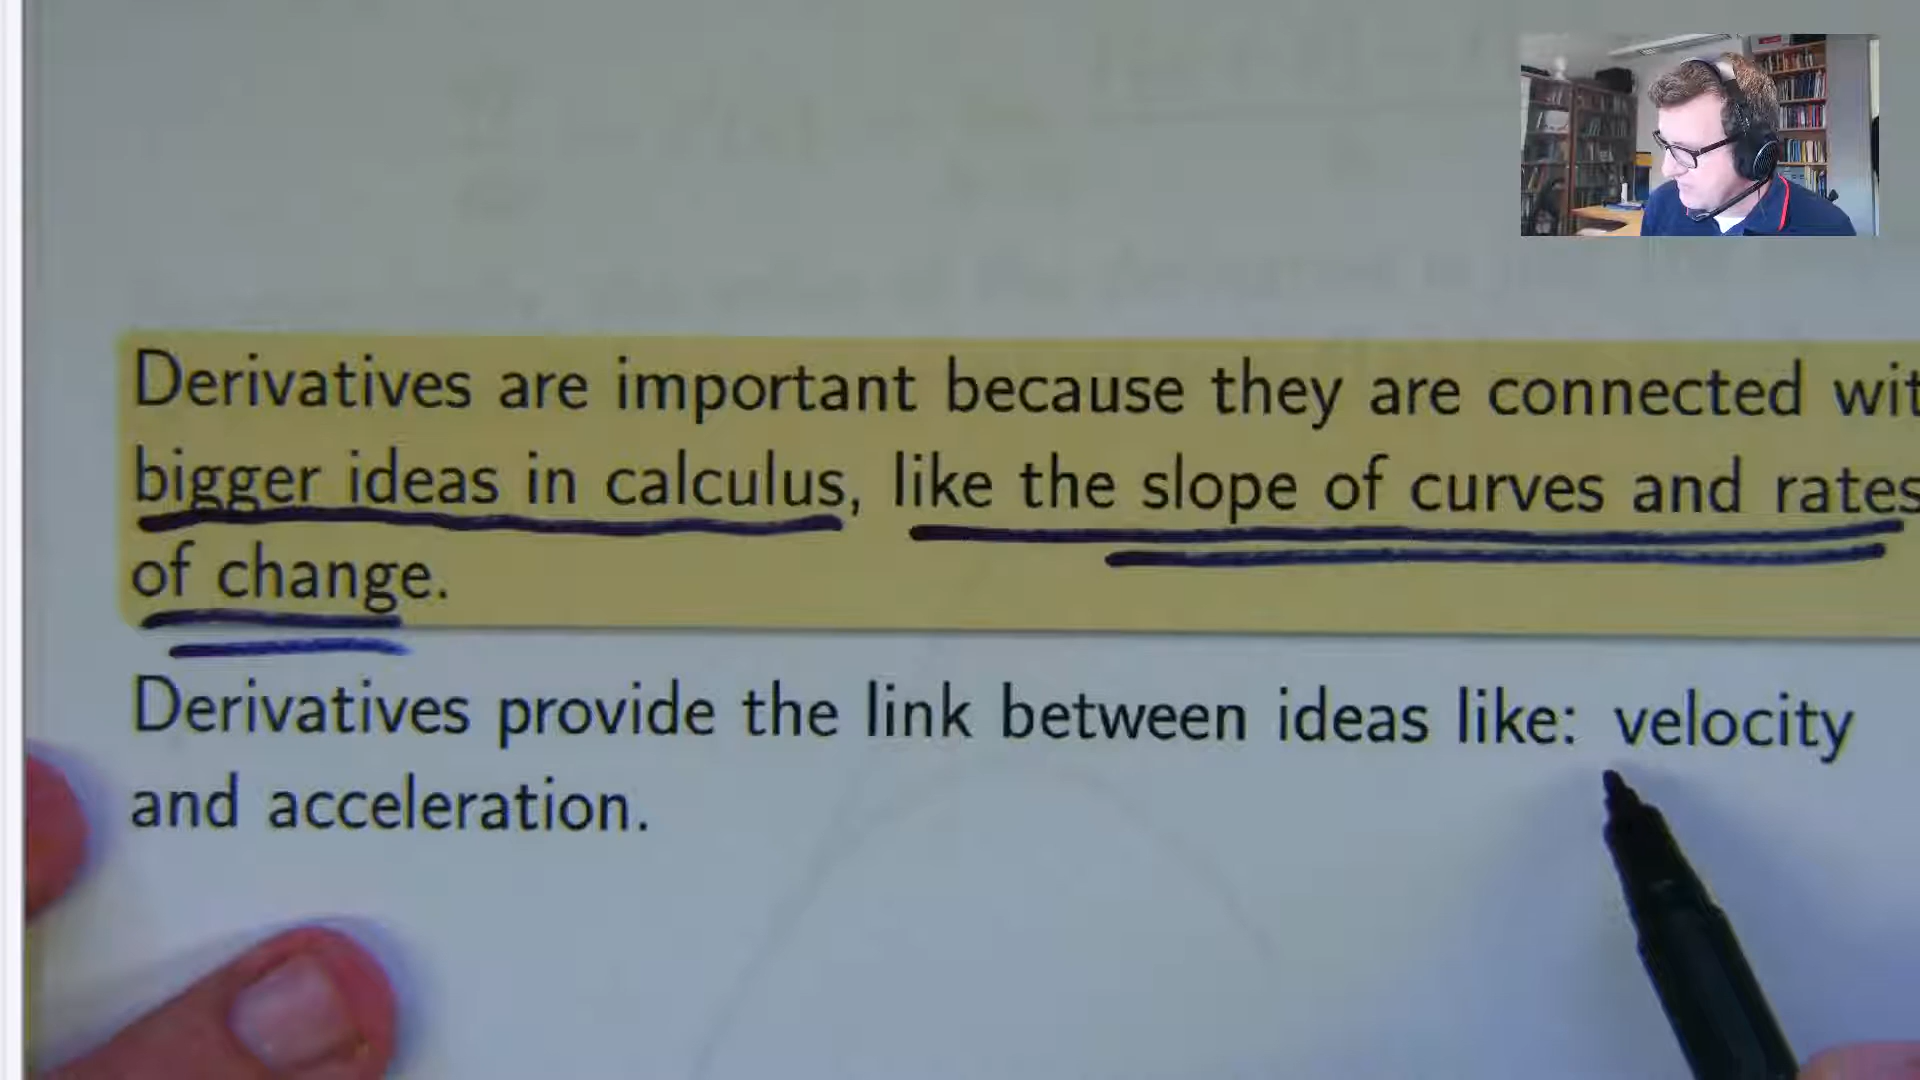 Derivatives are important because they are connected wit
bigger ideas in calculus, like the slope of curves and rates
of change.
Derivatives provide the link between ideas like: velocity
and acceleration.